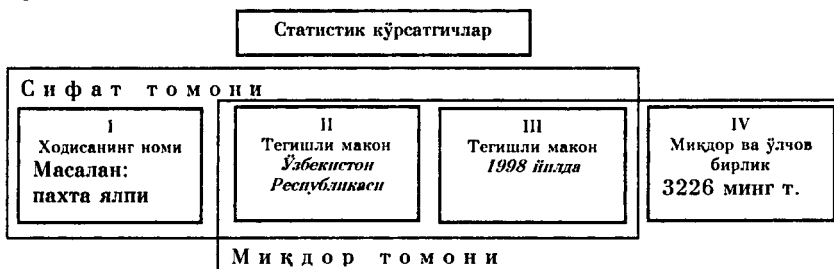 Статистик кўрсатгичлар
Сифат томони
I
Ходисанинг номи
Масалан:
пахта ялпи
II
Тегишли макон
Ўзбекистон
Республикаси
III
Тегишли макон
1998 йилда
IV
Миқдор ва ўлчов
бирлик
3226 минг т.
Миқдор томони